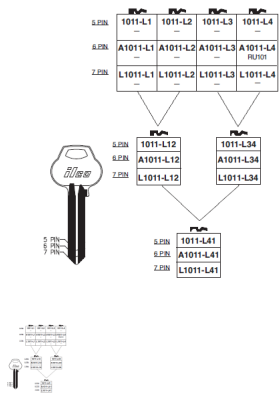 5 PIN 1011-L1 1011-L2 1011-L3 1011-L4
— — — —
6 PIN A1011-L1 A1011-L2 A1011-L3 A1011-L4
— — — RU101
7 PIN L1011-L1 L1011-L2 L1011-L3 L1011-L4
— — — —
5 PIN 1011-L12 1011-L34
6 PIN A1011-L12 A1011-L34
7 PIN L1011-L12 L1011-L34
ilco
5 PIN
6 PIN
7 PIN
5 PIN 1011-L41
6 PIN A1011-L41
7 PIN L1011-L41